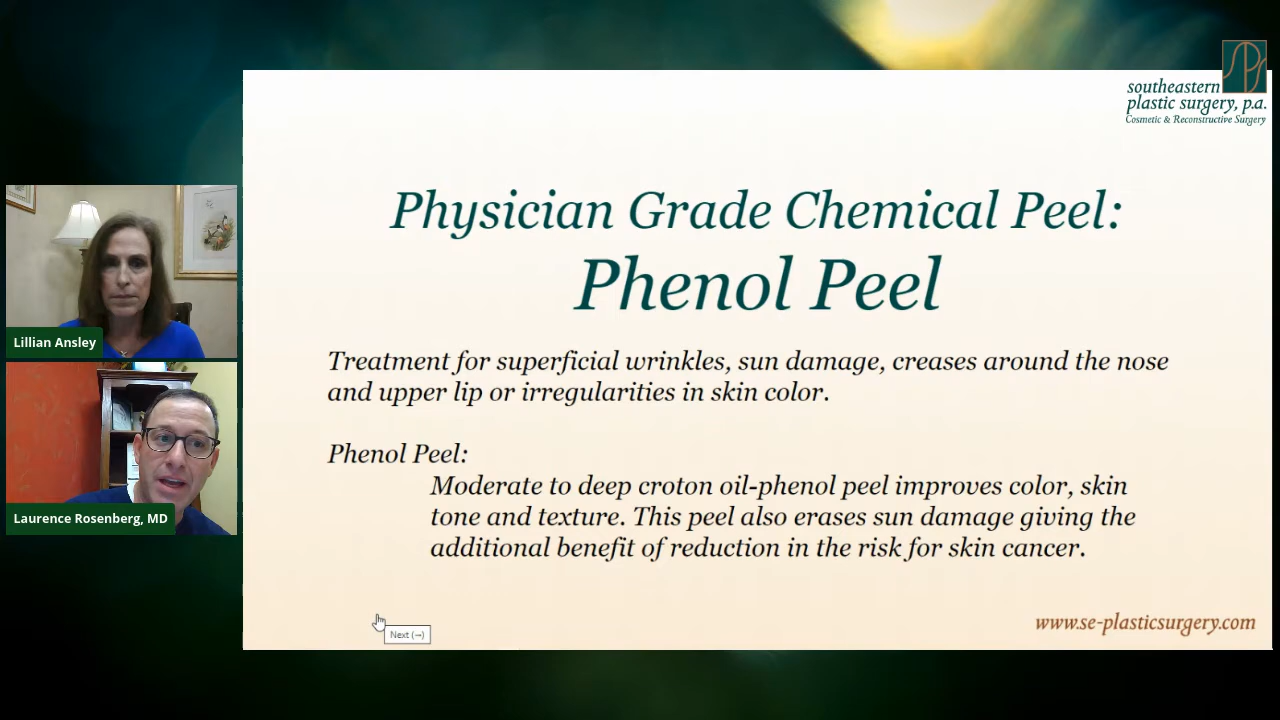 southeastern
plastic surgery, p.a.
Cosmetic & Reconstructive Surgery
Physician Grade Chemical Peel:
Phenol Peel
Treatment for superficial wrinkles, sun damage, creases around the nose
and upper lip or irregularities in skin color.
Phenol Peel:
Moderate to deep croton oil-phenol peel improves color, skin
tone and texture. This peel also erases sun damage giving the
additional benefit of reduction in the risk for skin cancer.
Next (→)
www.se-plasticsurgery.com
Lillian Ansley
Laurence Rosenberg, MD